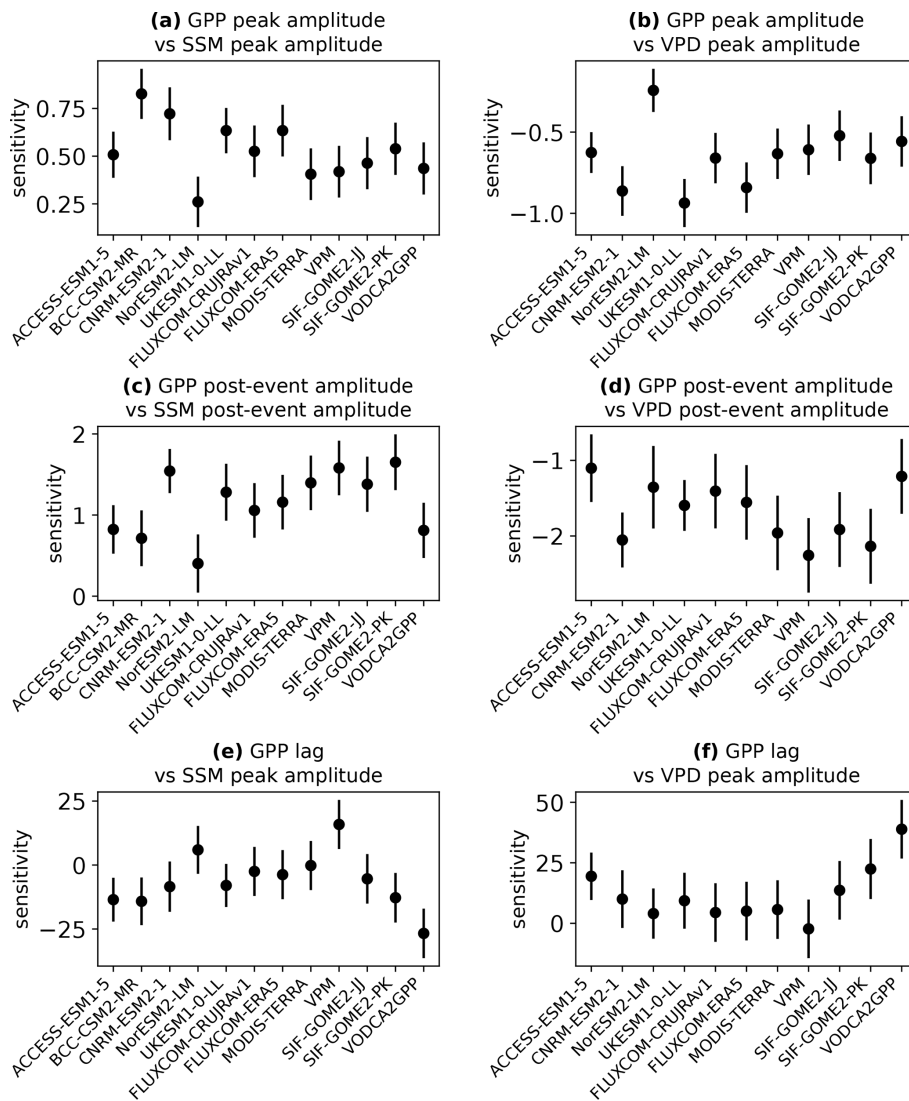 (a) GPP peak amplitude
vs SSM peak amplitude
sensitivity
0.75
0.50
0.25
ACCESS-ESM1-5
BCC-CSM2-MR
CNRM-ESM2-1
NorESM2-LM
UKESM1-0-LL
FLUXCOM-CRUJRAv1
FLUXCOM-ERA5
MODIS-TERRA
VPM
SIF-GOME2-JJ
SIF-GOME2-PK
VODCA2GPP
(b) GPP peak amplitude
vs VPD peak amplitude
sensitivity
−0.5
−1.0
ACCESS-ESM1-5
CNRM-ESM2-1
NorESM2-LM
UKESM1-0-LL
FLUXCOM-CRUJRAv1
FLUXCOM-ERA5
MODIS-TERRA
VPM
SIF-GOME2-JJ
SIF-GOME2-PK
VODCA2GPP
(c) GPP post-event amplitude
vs SSM post-event amplitude
sensitivity
2
1
0
ACCESS-ESM1-5
BCC-CSM2-MR
CNRM-ESM2-1
NorESM2-LM
UKESM1-0-LL
FLUXCOM-CRUJRAv1
FLUXCOM-ERA5
MODIS-TERRA
VPM
SIF-GOME2-JJ
SIF-GOME2-PK
VODCA2GPP
(d) GPP post-event amplitude
vs VPD post-event amplitude
sensitivity
−1
−2
ACCESS-ESM1-5
CNRM-ESM2-1
NorESM2-LM
UKESM1-0-LL
FLUXCOM-CRUJRAv1
FLUXCOM-ERA5
MODIS-TERRA
VPM
SIF-GOME2-JJ
SIF-GOME2-PK
VODCA2GPP
(e) GPP lag
vs SSM peak amplitude
sensitivity
25
0
−25
ACCESS-ESM1-5
BCC-CSM2-MR
CNRM-ESM2-1
NorESM2-LM
UKESM1-0-LL
FLUXCOM-CRUJRAv1
FLUXCOM-ERA5
MODIS-TERRA
VPM
SIF-GOME2-JJ
SIF-GOME2-PK
VODCA2GPP
(f) GPP lag
vs VPD peak amplitude
sensitivity
50
25
0
ACCESS-ESM1-5
CNRM-ESM2-1
NorESM2-LM
UKESM1-0-LL
FLUXCOM-CRUJRAv1
FLUXCOM-ERA5
MODIS-TERRA
VPM
SIF-GOME2-JJ
SIF-GOME2-PK
VODCA2GPP